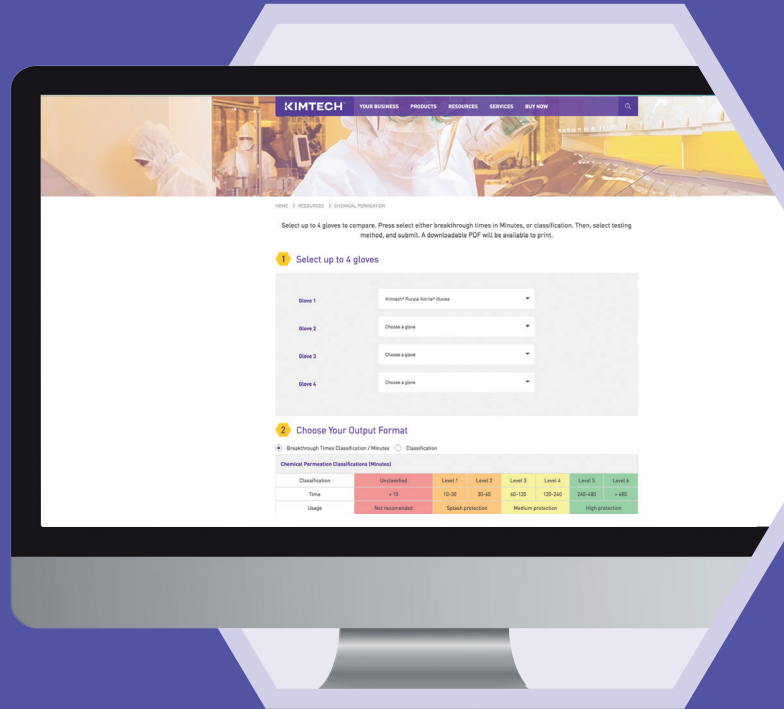 KIMTECH™ YOUR BUSINESS PRODUCTS RESOURCES SERVICES BUY NOW
HOME > RESOURCES > CHEMICAL PERMEATION
Select up to 4 gloves to compare. Press select either breakthrough times in Minutes, or classification. Then, select testing
method, and submit. A downloadable PDF will be available to print.
1 Select up to 4 gloves
Glove 1 Kimtech* Purple Nitrile* Gloves
Glove 2 Choose a glove
Glove 3 Choose a glove
Glove 4 Choose a glove
2 Choose Your Output Format
Breakthrough Times Classification / Minutes Classification
Chemical Permeation Classifications (Minutes)
Classification Unclassified Level 1 Level 2 Level 3 Level 4 Level 5 Level 6
Time < 10 10-30 30-60 60-120 120-240 240-480 > 480
Usage Not recomended Splash protection Medium protection High protection